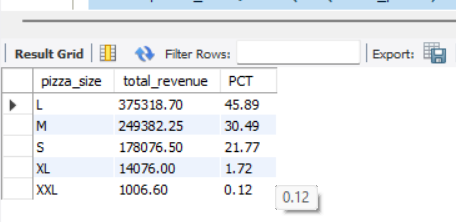 Result Grid Filter Rows: Export:
pizza_size total_revenue PCT
L 375318.70 45.89
M 249382.25 30.49
S 178076.50 21.77
XL 14076.00 1.72
XXL 1006.60 0.12
0.12